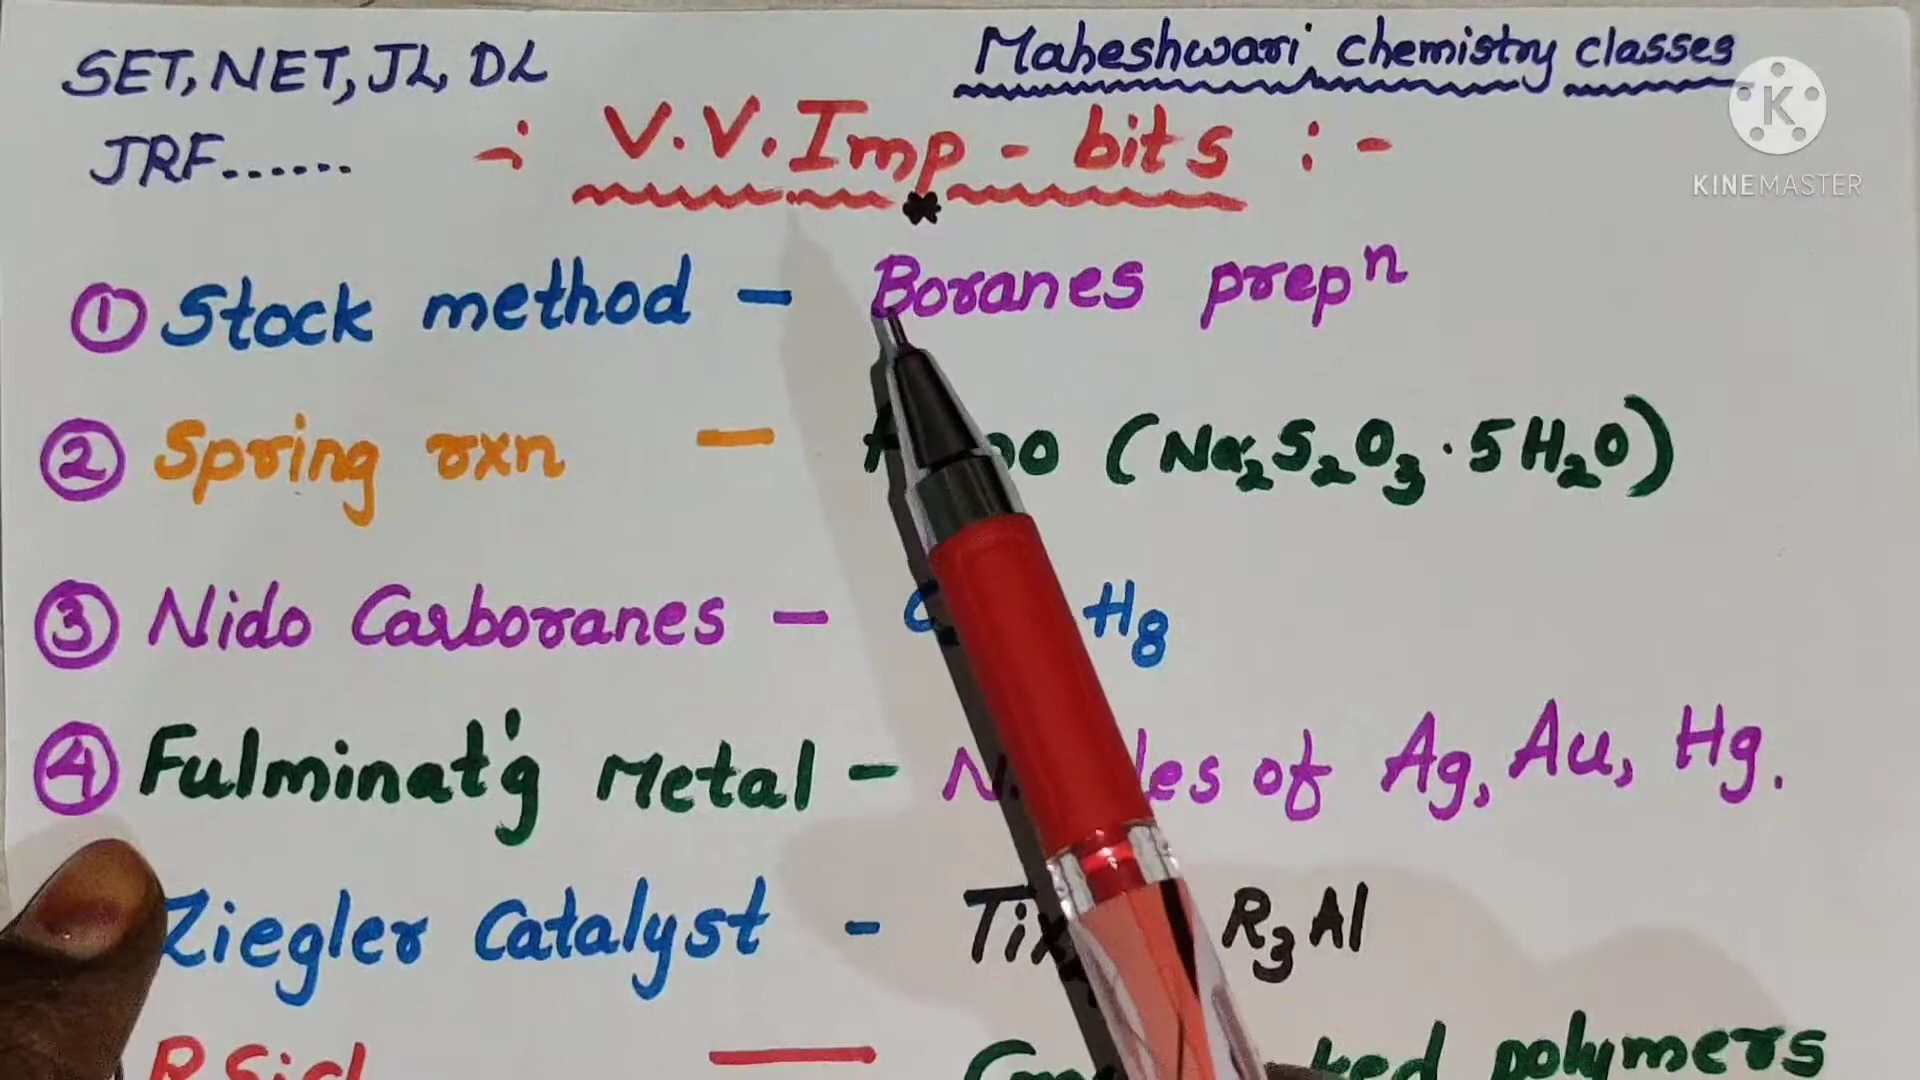 SET, NET, JL, DL
Maheshwari chemistry classes
JRF......
-: V.V.Imp - bits :-
K
KINEMASTER
① Stock method - Boranes prepⁿ
② Spring rxn - (Na₂S₂O₃·5H₂O)
③ Nido Carboranes - H₈
④ Fulminat'g Metal - of Ag, Au, Hg.
Ziegler Catalyst - R₃Al
polymers